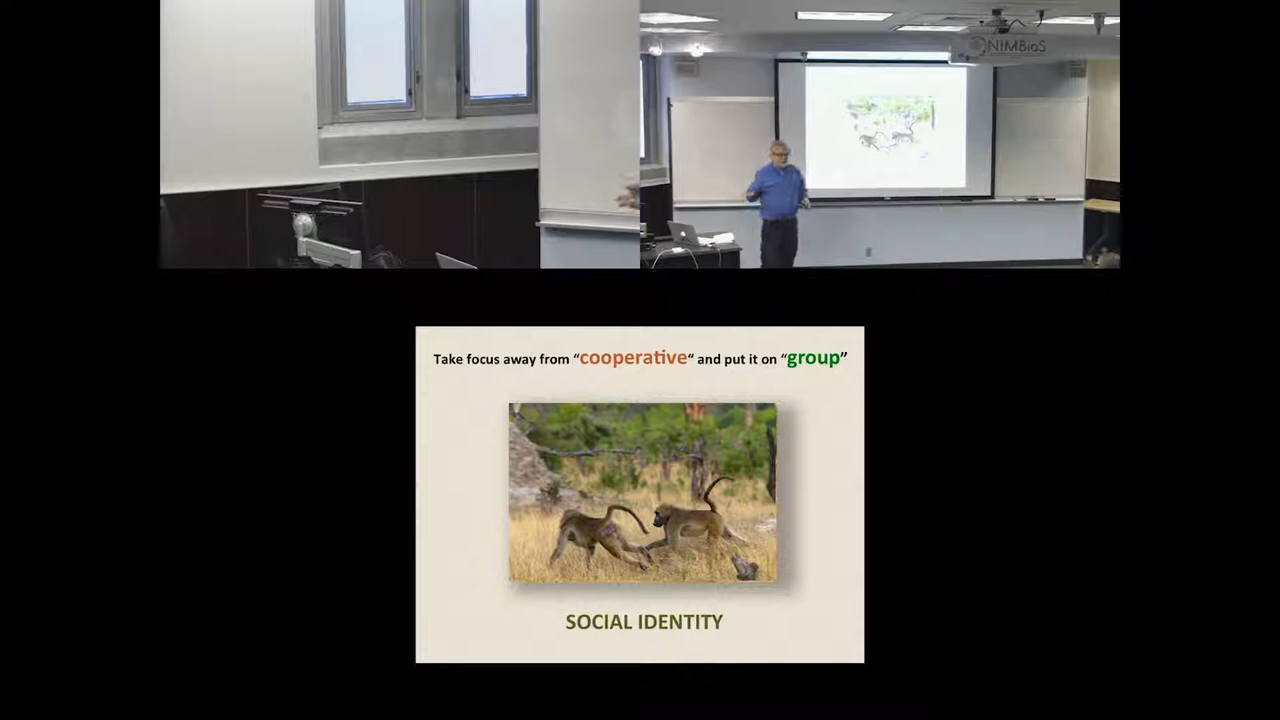 NIMBioS
Take focus away from “cooperative“ and put it on “group”
SOCIAL IDENTITY